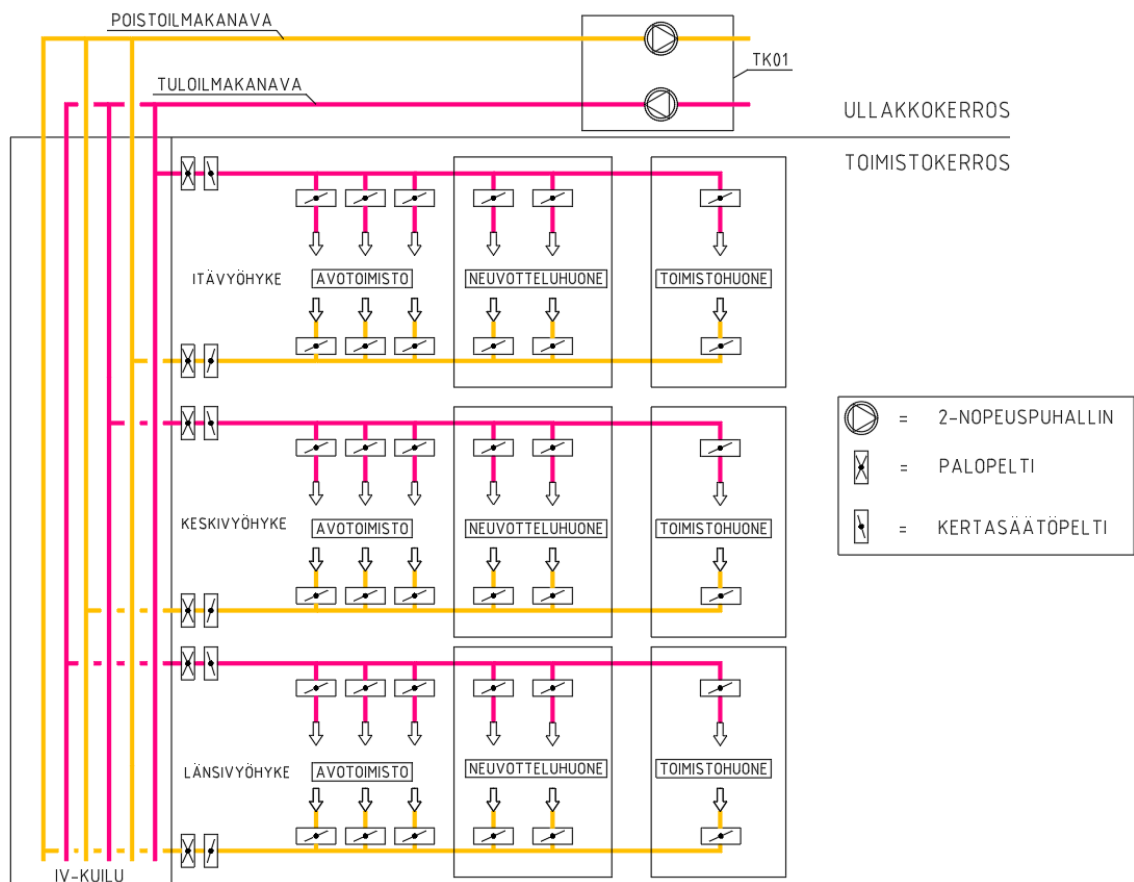 POISTOILMAKANAVA
TK01
TULOILMAKANAVA
ULLAKKOKERROS
TOIMISTOKERROS
ITÄVYÖHYKE
AVOTOIMISTO
NEUVOTTELUHUONE
TOIMISTOHUONE
= 2-NOPEUSPUHALLIN
= PALOPELTI
= KERTASÄÄTÖPELTI
KESKIVYÖHYKE
AVOTOIMISTO
NEUVOTTELUHUONE
TOIMISTOHUONE
LÄNSIVYÖHYKE
AVOTOIMISTO
NEUVOTTELUHUONE
TOIMISTOHUONE
IV-KUILU